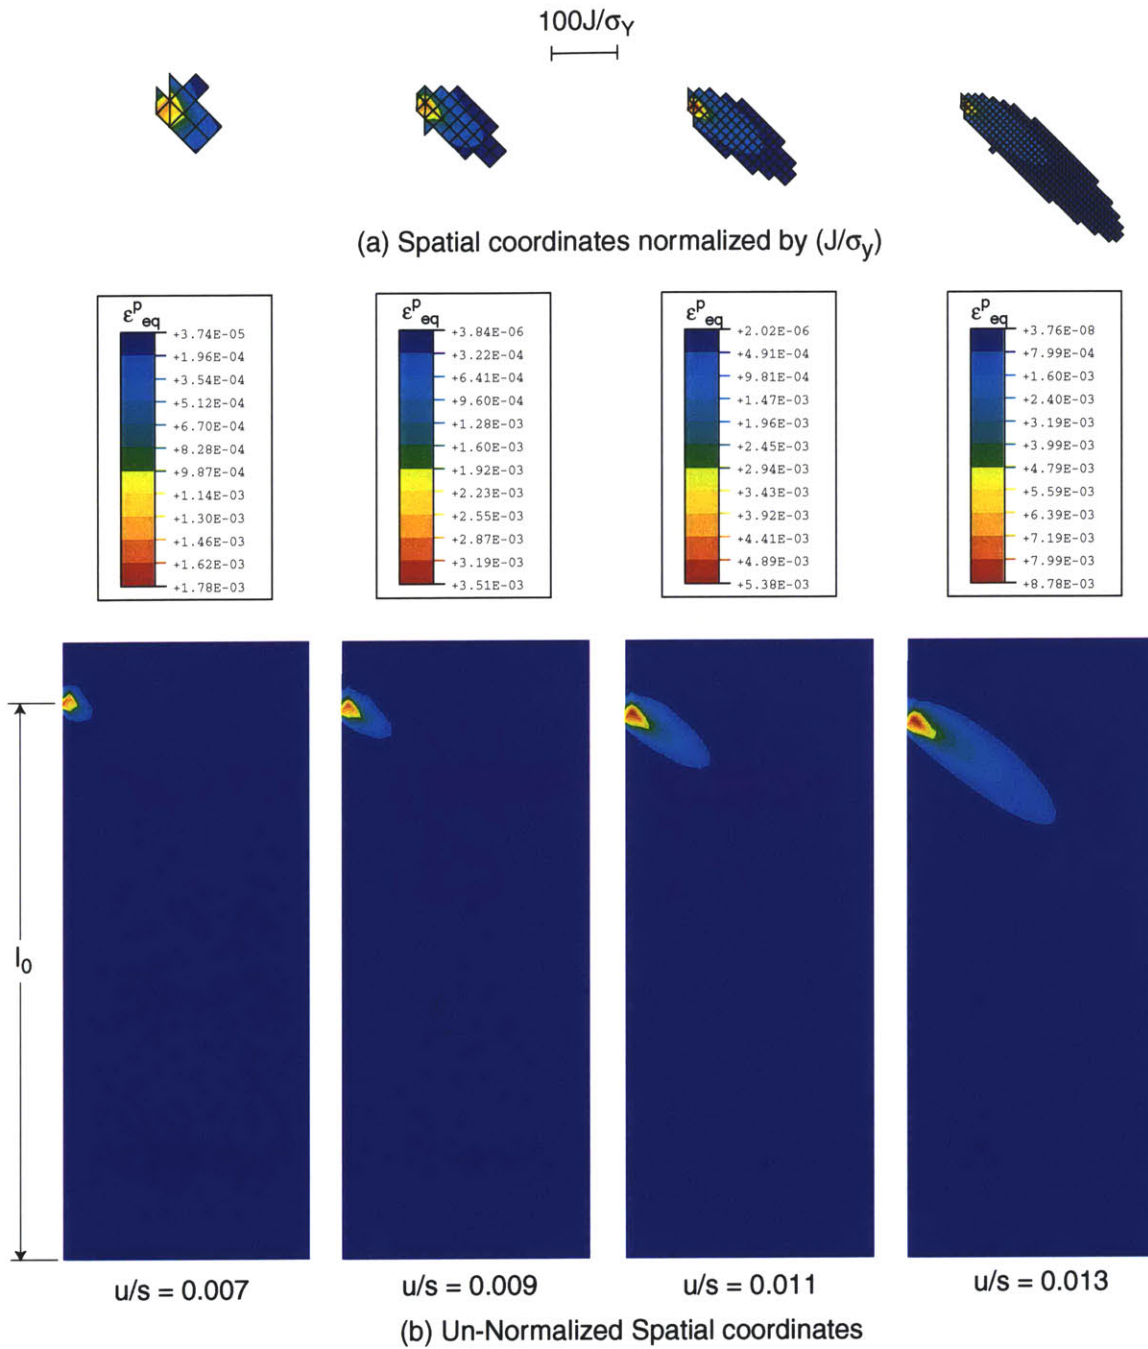 100J/σ_Y
(a) Spatial coordinates normalized by (J/σ_y)
ε^p_eq
+3.74E-05
+1.96E-04
+3.54E-04
+5.12E-04
+6.70E-04
+8.28E-04
+9.87E-04
+1.14E-03
+1.30E-03
+1.46E-03
+1.62E-03
+1.78E-03
ε^p_eq
+3.84E-06
+3.22E-04
+6.41E-04
+9.60E-04
+1.28E-03
+1.60E-03
+1.92E-03
+2.23E-03
+2.55E-03
+2.87E-03
+3.19E-03
+3.51E-03
ε^p_eq
+2.02E-06
+4.91E-04
+9.81E-04
+1.47E-03
+1.96E-03
+2.45E-03
+2.94E-03
+3.43E-03
+3.92E-03
+4.41E-03
+4.89E-03
+5.38E-03
ε^p_eq
+3.76E-08
+7.99E-04
+1.60E-03
+2.40E-03
+3.19E-03
+3.99E-03
+4.79E-03
+5.59E-03
+6.39E-03
+7.19E-03
+7.99E-03
+8.78E-03
l_0
u/s = 0.007
u/s = 0.009
u/s = 0.011
u/s = 0.013
(b) Un-Normalized Spatial coordinates